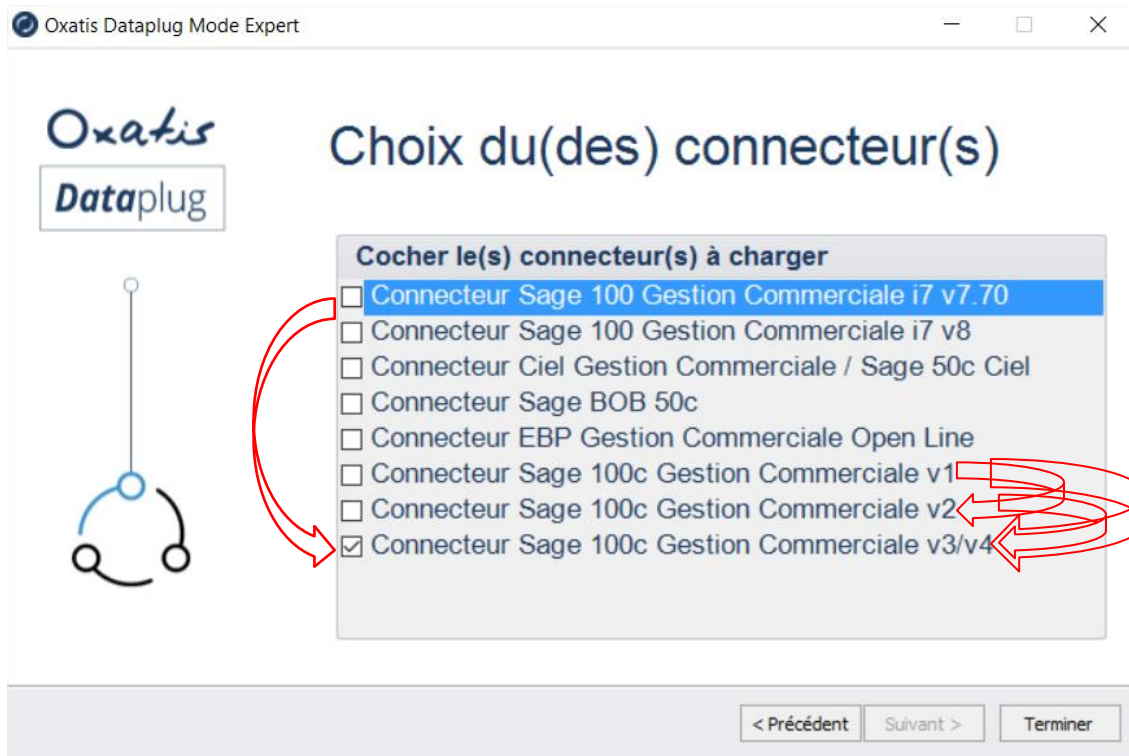 Oxatis Dataplug Mode Expert
Oxatis
Dataplug
Choix du(des) connecteur(s)
Cocher le(s) connecteur(s) à charger
Connecteur Sage 100 Gestion Commerciale i7 v7.70
Connecteur Sage 100 Gestion Commerciale i7 v8
Connecteur Ciel Gestion Commerciale / Sage 50c Ciel
Connecteur Sage BOB 50c
Connecteur EBP Gestion Commerciale Open Line
Connecteur Sage 100c Gestion Commerciale v1
Connecteur Sage 100c Gestion Commerciale v2
Connecteur Sage 100c Gestion Commerciale v3/v4
< Précédent
Suivant >
Terminer